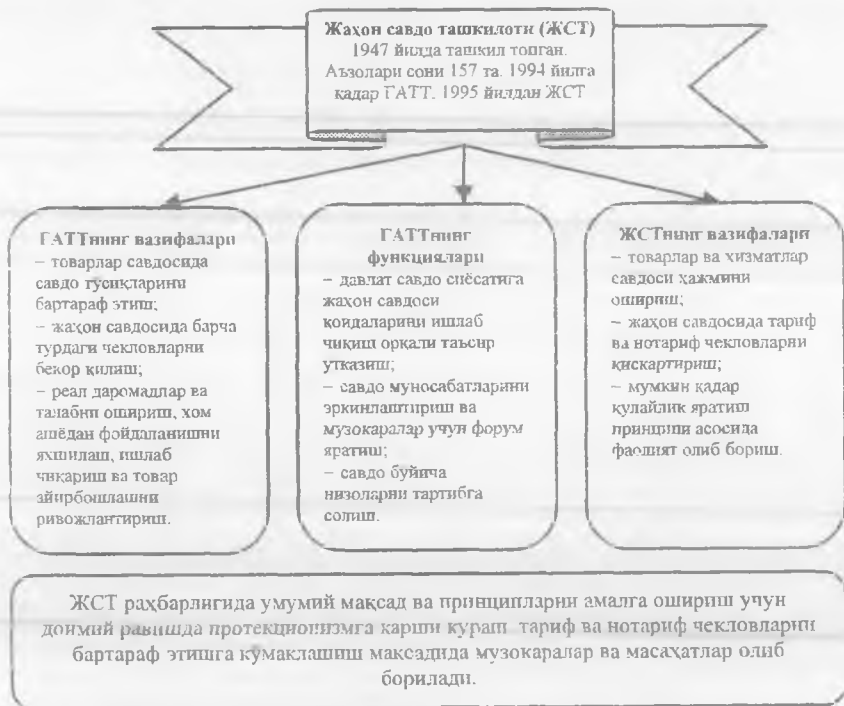 Жаҳон савдо ташкилоти (ЖСТ)
1947 йилда ташкил топган.
Аъзолари сони 157 та. 1994 йилга
қадар ГАТТ. 1995 йилдан ЖСТ
ГАТТнинг вазифалари
– товарлар савдосида
савдо тўсиқларини
бартараф этиш;
– жаҳон савдосида барча
турдаги чекловларни
бекор қилиш;
– реал даромадлар ва
талабни ошириш, хом
ашёдан фойдаланишни
яхшилаш, ишлаб
чиқариш ва товар
айирбошлашни
ривожлантириш.
ГАТТнинг
функциялари
– давлат савдо сиёсатига
жаҳон савдоси
қоидаларини ишлаб
чиқиш орқали таъсир
утказиш;
– савдо муносабатларини
эркинлаштириш ва
музокаралар учун форум
яратиш;
– савдо буйича
низоларни тартибга
солиш.
ЖСТнинг вазифалари
– товарлар ва хизматлар
савдоси ҳажмини
ошириш;
– жаҳон савдосида тариф
ва нотариф чекловларни
қискартириш;
– мумкин қадар
қулайлик яратиш
принципи асосида
фаолият олиб бориш.
ЖСТ раҳбарлигида умумий мақсад ва принципларни амалга ошириш учун
доимий равишда протекционизмга карши кураш тариф ва нотариф чекловларни
бартараф этишга кумаклашиш мақсадида музокаралар ва масаҳатлар олиб
борилади.